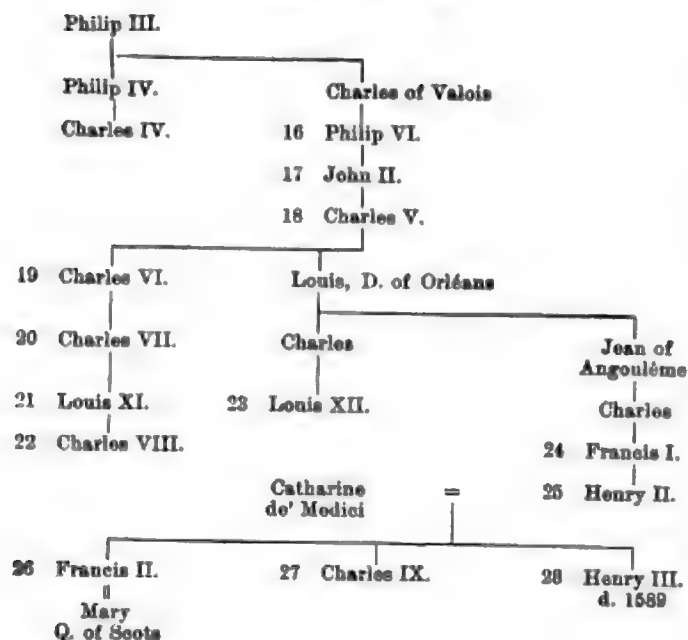 Philip III.
Philip IV. Charles of Valois
Charles IV. 16 Philip VI.
17 John II.
18 Charles V.
19 Charles VI. Louis, D. of Orléans
20 Charles VII. Charles Jean of
Angoulême
21 Louis XI. 23 Louis XII. Charles
22 Charles VIII. 24 Francis I.
Catharine = 25 Henry II.
de' Medici
26 Francis II. 27 Charles IX. 28 Henry III.
= d. 1589
Mary
Q. of Scots